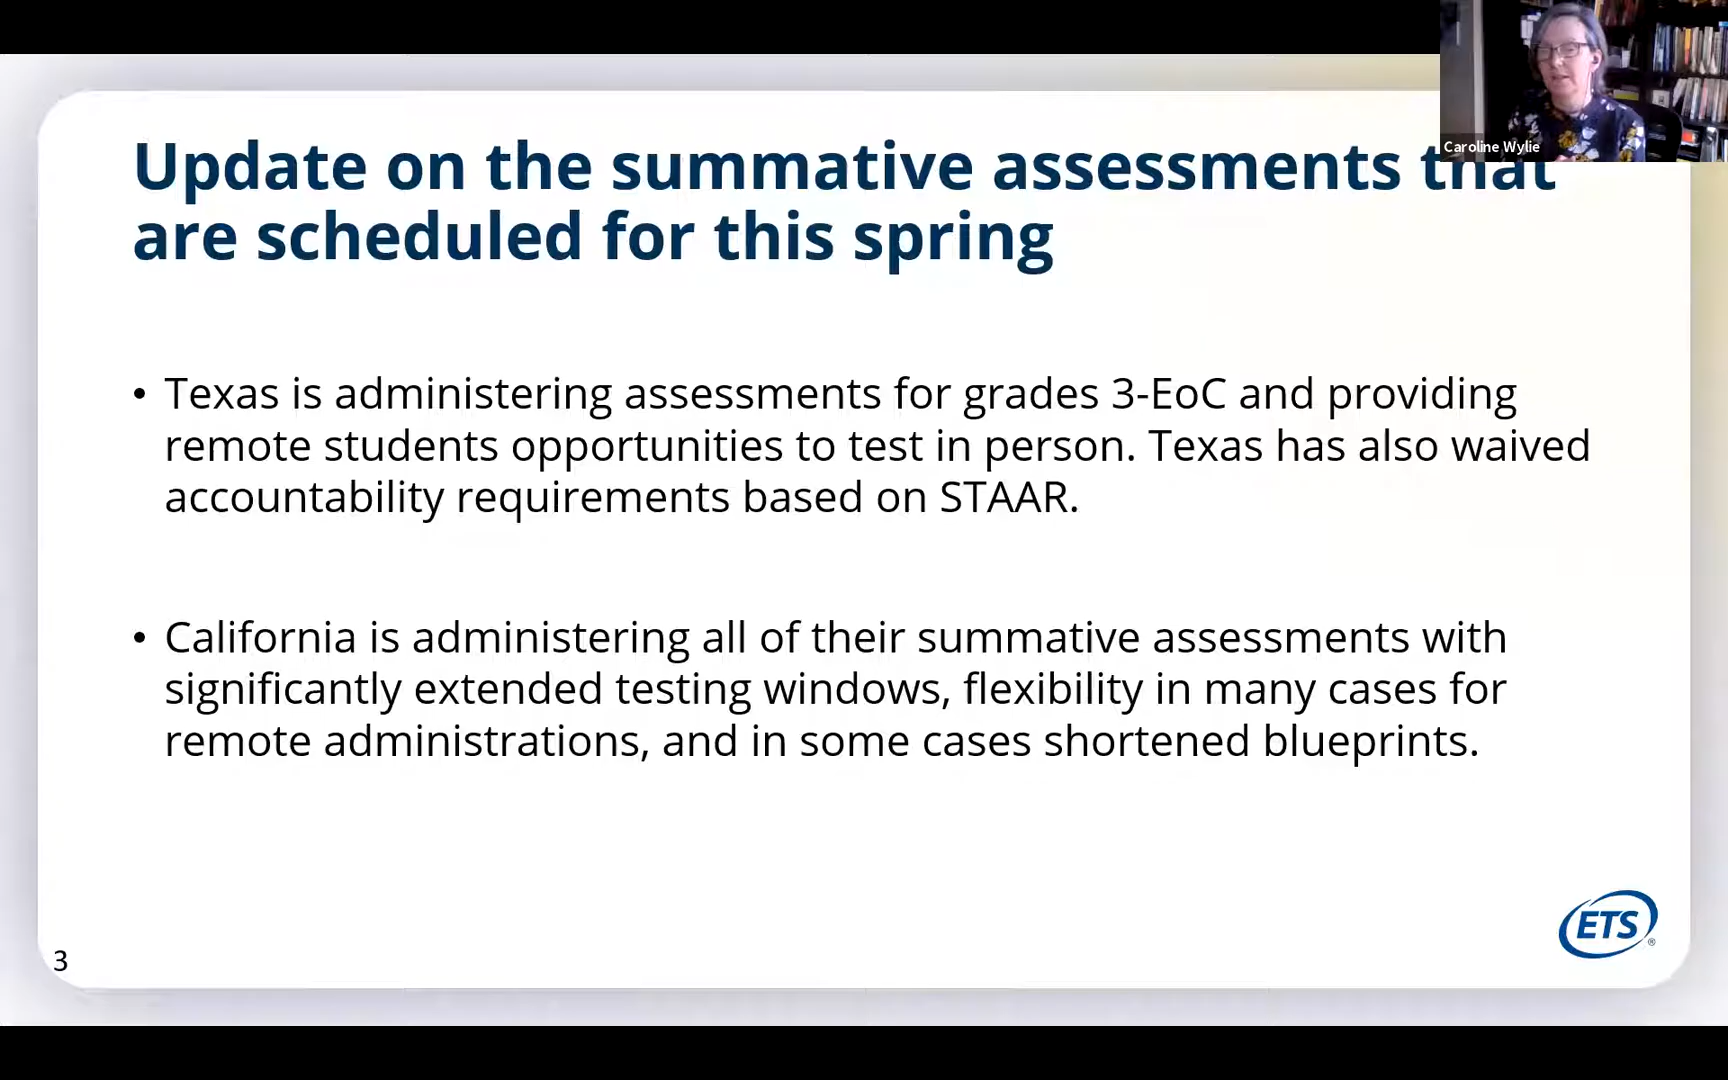 Caroline Wylie
Update on the summative assessments that
are scheduled for this spring
• Texas is administering assessments for grades 3-EoC and providing
remote students opportunities to test in person. Texas has also waived
accountability requirements based on STAAR.
• California is administering all of their summative assessments with
significantly extended testing windows, flexibility in many cases for
remote administrations, and in some cases shortened blueprints.
ETS®
3